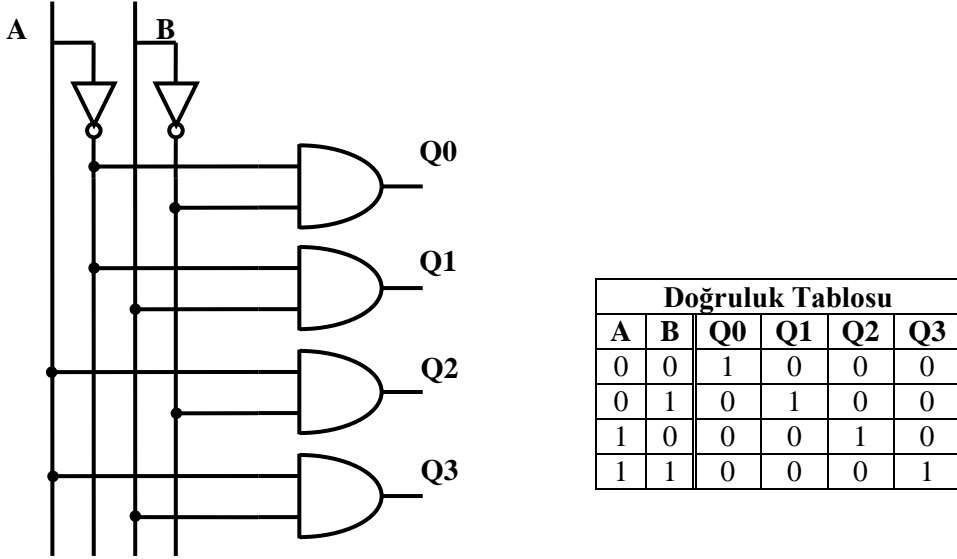 A B
Q0
Q1
Q2
Q3
Doğruluk Tablosu
A B Q0 Q1 Q2 Q3
0 0 1 0 0 0
0 1 0 1 0 0
1 0 0 0 1 0
1 1 0 0 0 1